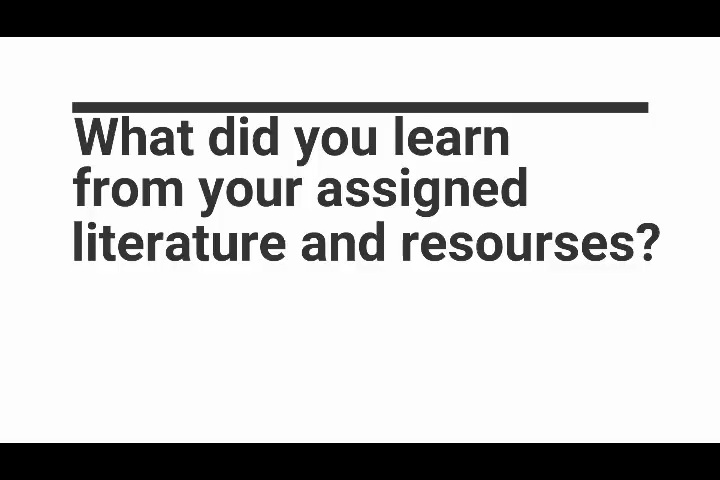 What did you learn
from your assigned
literature and resourses?